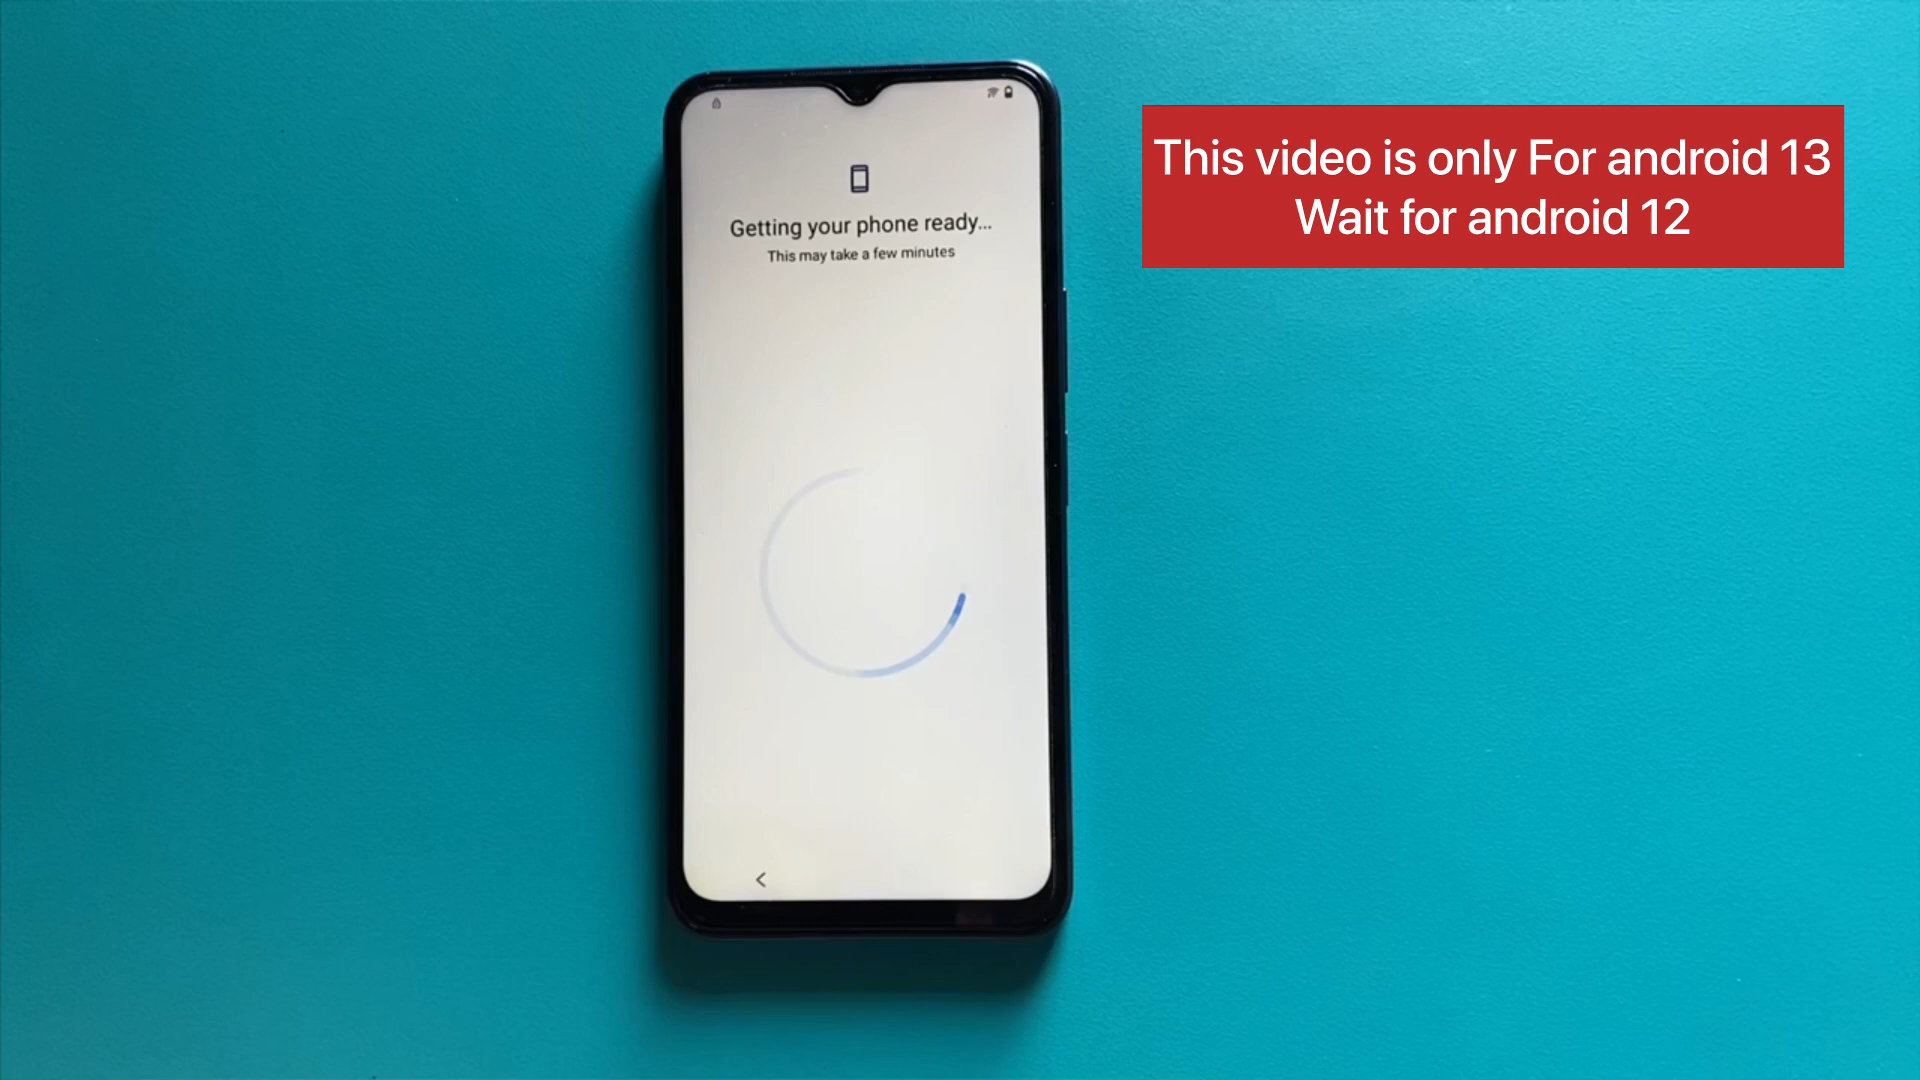 Getting your phone ready...
This may take a few minutes
This video is only For android 13
Wait for android 12